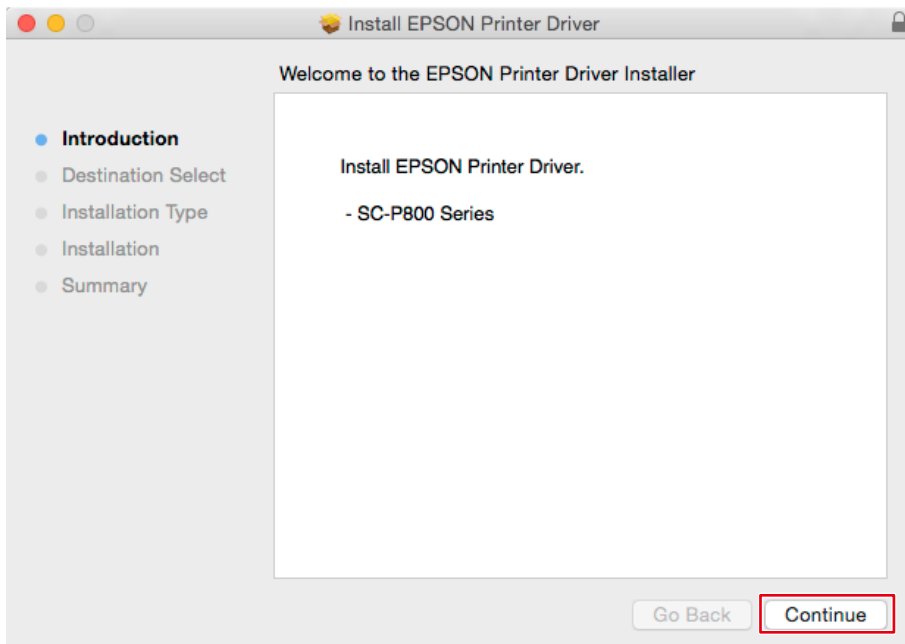 Install EPSON Printer Driver
Welcome to the EPSON Printer Driver Installer
Introduction
Destination Select
Installation Type
Installation
Summary
Install EPSON Printer Driver.
- SC-P800 Series
Go Back
Continue